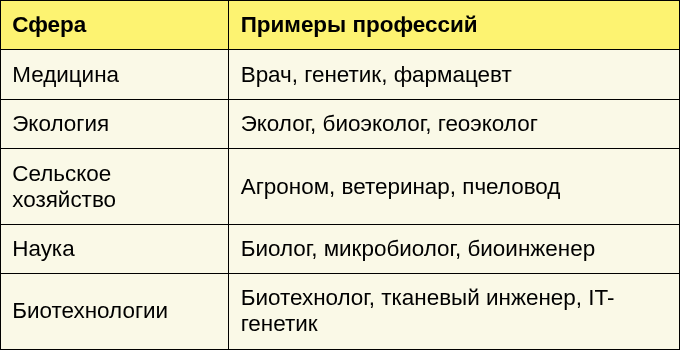 Сфера
Примеры профессий
Медицина
Врач, генетик, фармацевт
Экология
Эколог, биоэколог, геоэколог
Сельское
хозяйство
Агроном, ветеринар, пчеловод
Наука
Биолог, микробиолог, биоинженер
Биотехнологии
Биотехнолог, тканевый инженер, IT-
генетик